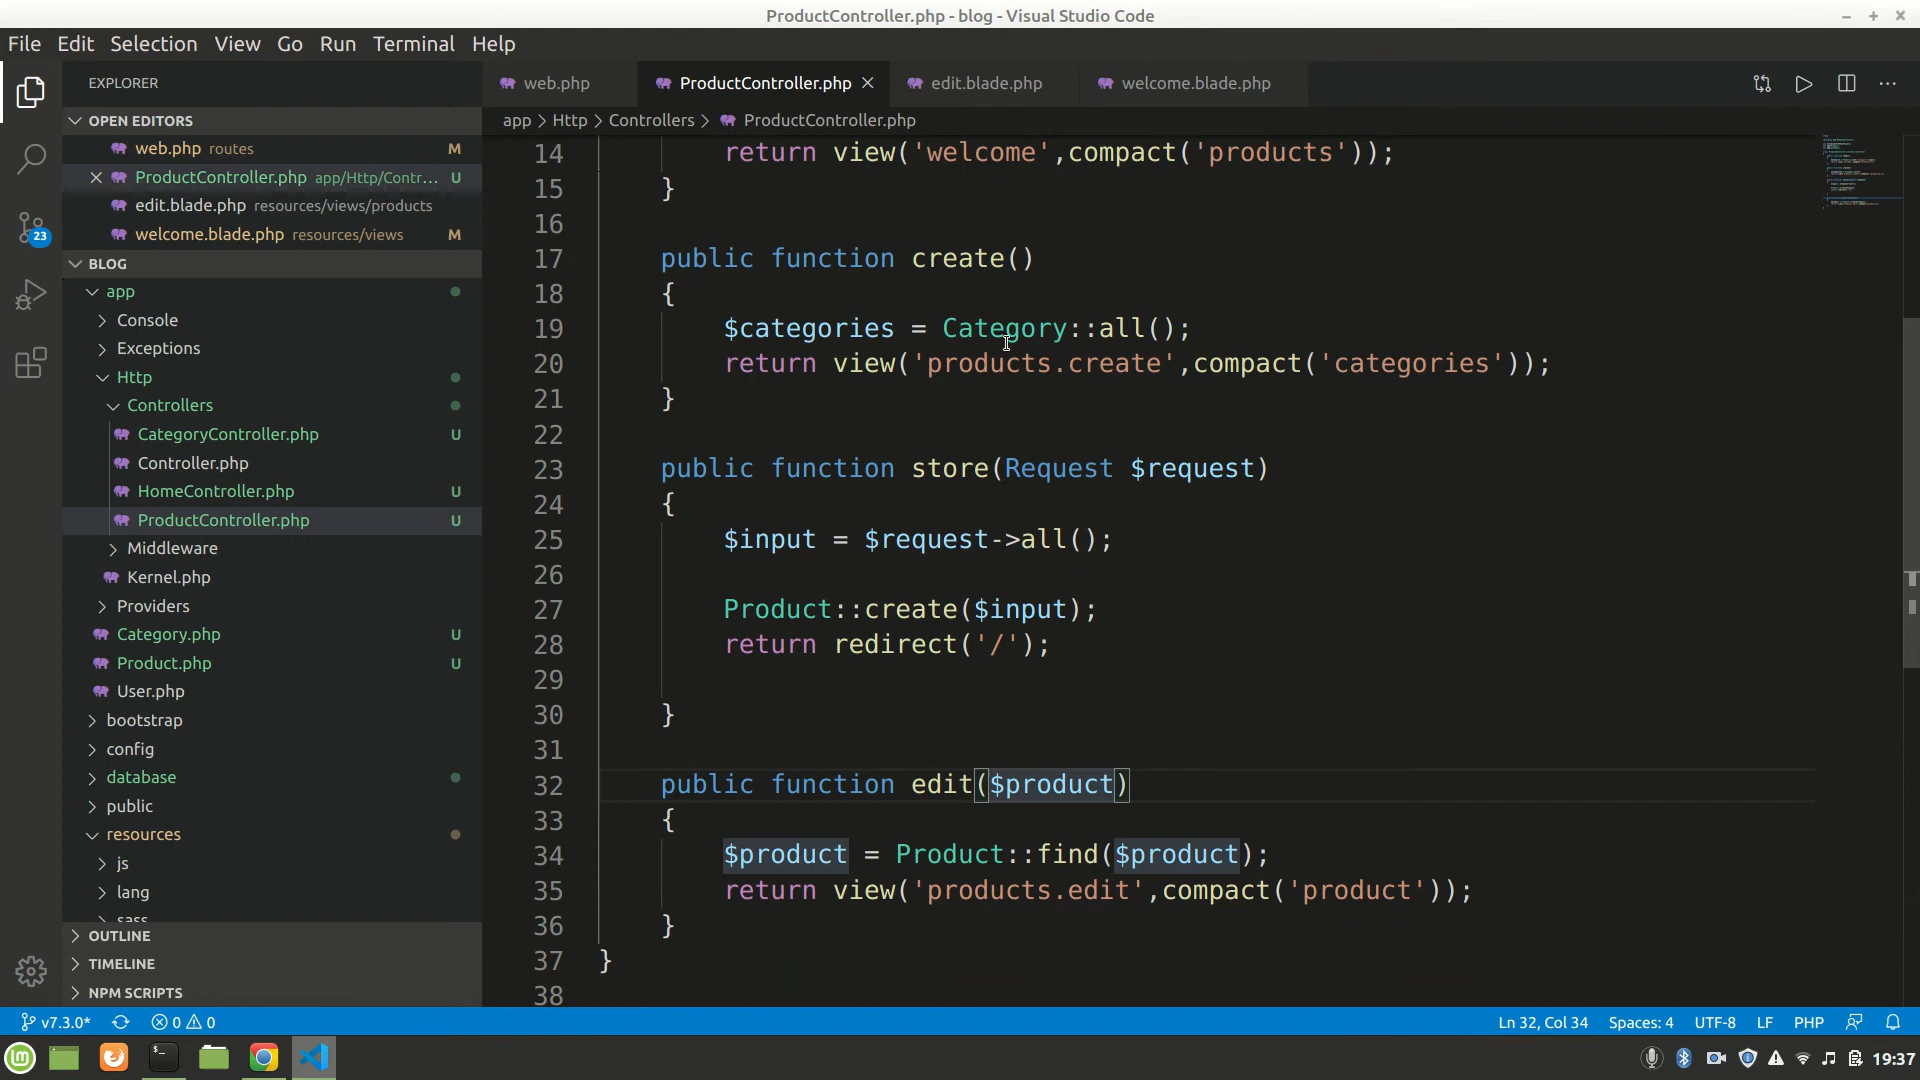 ProductController.php - blog - Visual Studio Code
File Edit Selection View Go Run Terminal Help
EXPLORER
web.php ProductController.php edit.blade.php welcome.blade.php
OPEN EDITORS
web.php routes M
ProductController.php app/Http/Contr... U
edit.blade.php resources/views/products
welcome.blade.php resources/views M
BLOG
app
Console
Exceptions
Http
Controllers
CategoryController.php U
Controller.php
HomeController.php U
ProductController.php U
Middleware
Kernel.php
Providers
Category.php U
Product.php U
User.php
bootstrap
config
database
public
resources
js
lang
sass
OUTLINE
TIMELINE
NPM SCRIPTS
23
app > Http > Controllers > ProductController.php
14 return view('welcome',compact('products'));
15 }
16
17 public function create()
18 {
19 $categories = Category::all();
20 return view('products.create',compact('categories'));
21 }
22
23 public function store(Request $request)
24 {
25 $input = $request->all();
26
27 Product::create($input);
28 return redirect('/');
29
30 }
31
32 public function edit($product)
33 {
34 $product = Product::find($product);
35 return view('products.edit',compact('product'));
36 }
37 }
38
v7.3.0* 0 0 Ln 32, Col 34 Spaces: 4 UTF-8 LF PHP
19:37